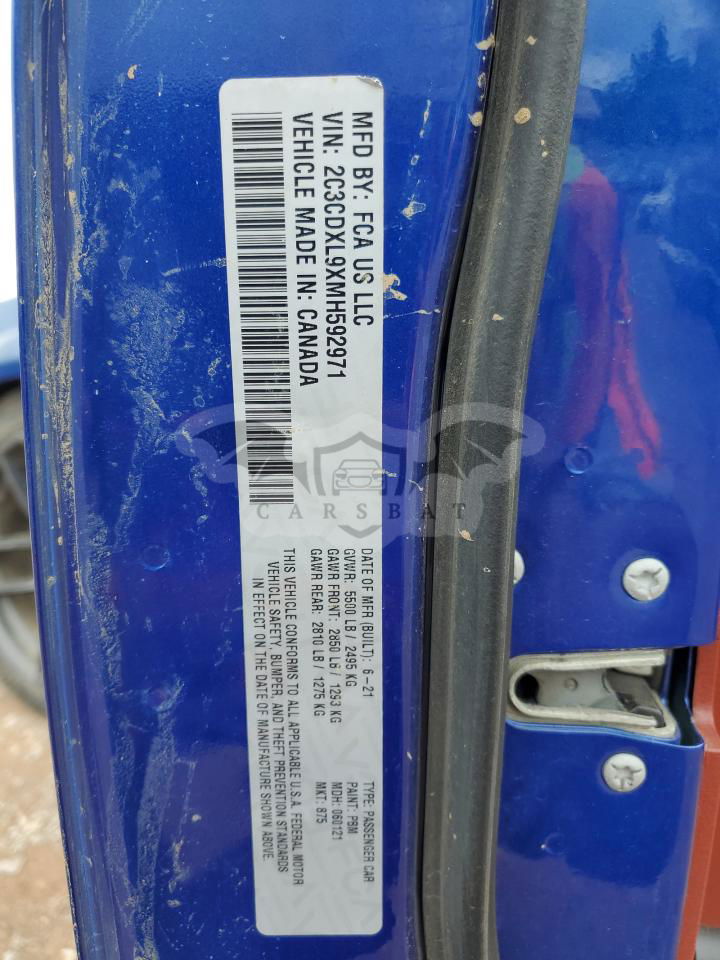 MFD BY: FCA US LLC
VIN: 2C3CDXL9XMH592971
VEHICLE MADE IN: CANADA
DATE OF MFR (BUILT): 6-21
GVWR: 5500 LB / 2495 KG
GAWR FRONT: 2850 LB / 1293 KG
GAWR REAR: 2810 LB / 1275 KG
THIS VEHICLE CONFORMS TO ALL APPLICABLE U.S.A. FEDERAL MOTOR
VEHICLE SAFETY, BUMPER, AND THEFT PREVENTION STANDARDS
IN EFFECT ON THE DATE OF MANUFACTURE SHOWN ABOVE.
TYPE: PASSENGER CAR
PAINT: PBM
MDH: 060121
MKT: 875
CARSBAT